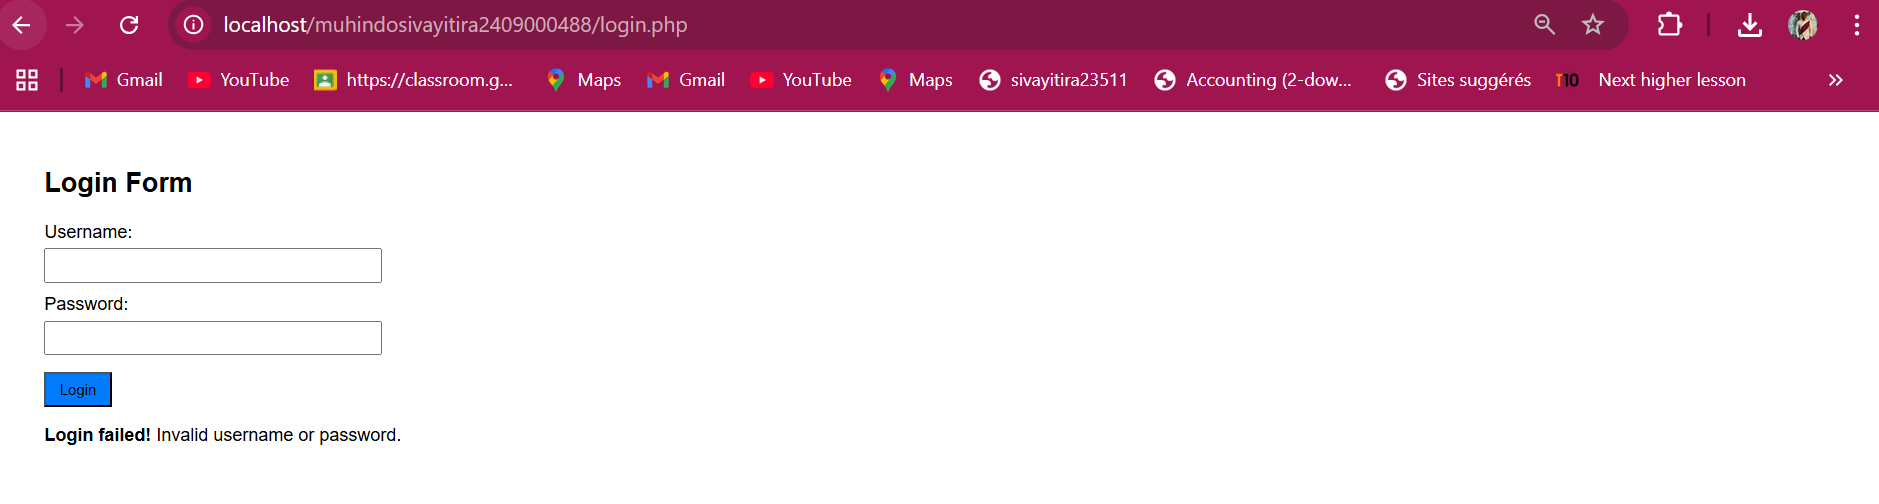 localhost/muhindosivayitira2409000488/login.php
Gmail YouTube https://classroom.g... Maps Gmail YouTube Maps sivayitira23511 Accounting (2-dow... Sites suggérés T10 Next higher lesson »
Login Form
Username:
Password:
Login
Login failed! Invalid username or password.